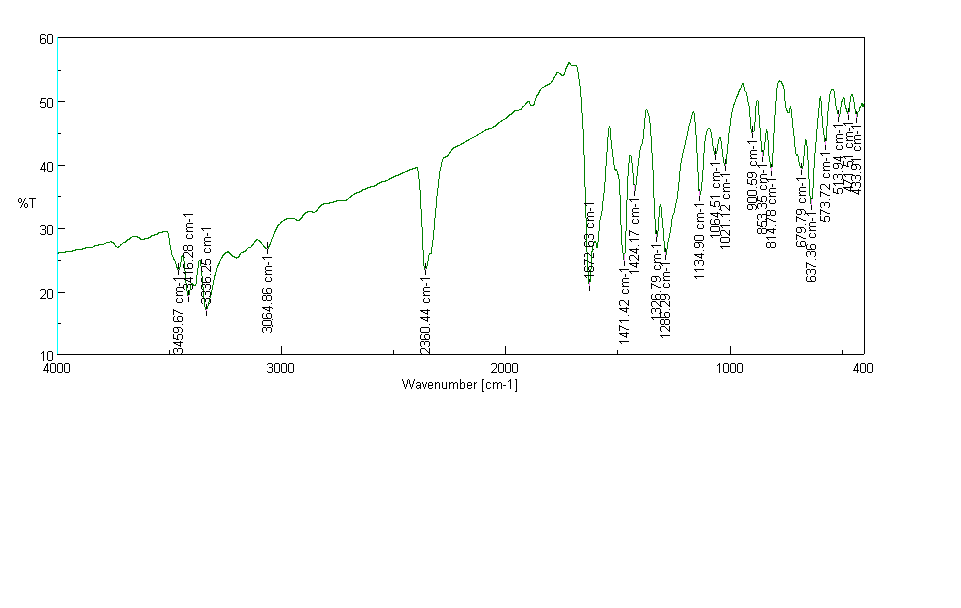 60
50
40
30
20
10
%T
4000
3000
2000
1000
400
Wavenumber [cm-1]
3459.67 cm-1
3416.28 cm-1
3336.25 cm-1
3064.86 cm-1
2360.44 cm-1
cm-1
1471.42 cm-1
1424.17 cm-1
1326.79 cm-1
1286.29 cm-1
1134.90 cm-1
1064.51 cm-1
1021.12 cm-1
900.59 cm-1
853.35 cm-1
814.78 cm-1
679.79 cm-1
637.36 cm-1
573.72 cm-1
513.94 cm-1
471.51 cm-1
433.91 cm-1